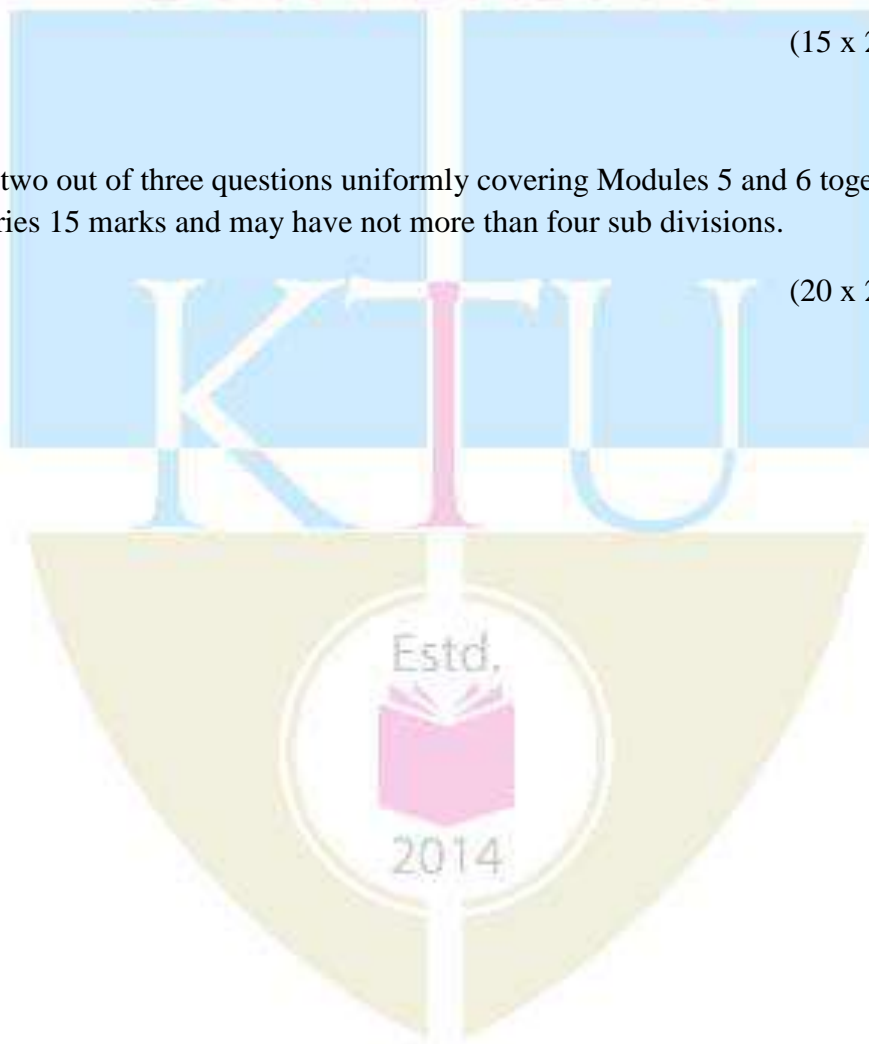 (15 x 2
two out of three questions uniformly covering Modules 5 and 6 toge
ries 15 marks and may have not more than four sub divisions.
(20 x 2
KTU
Estd.
2014